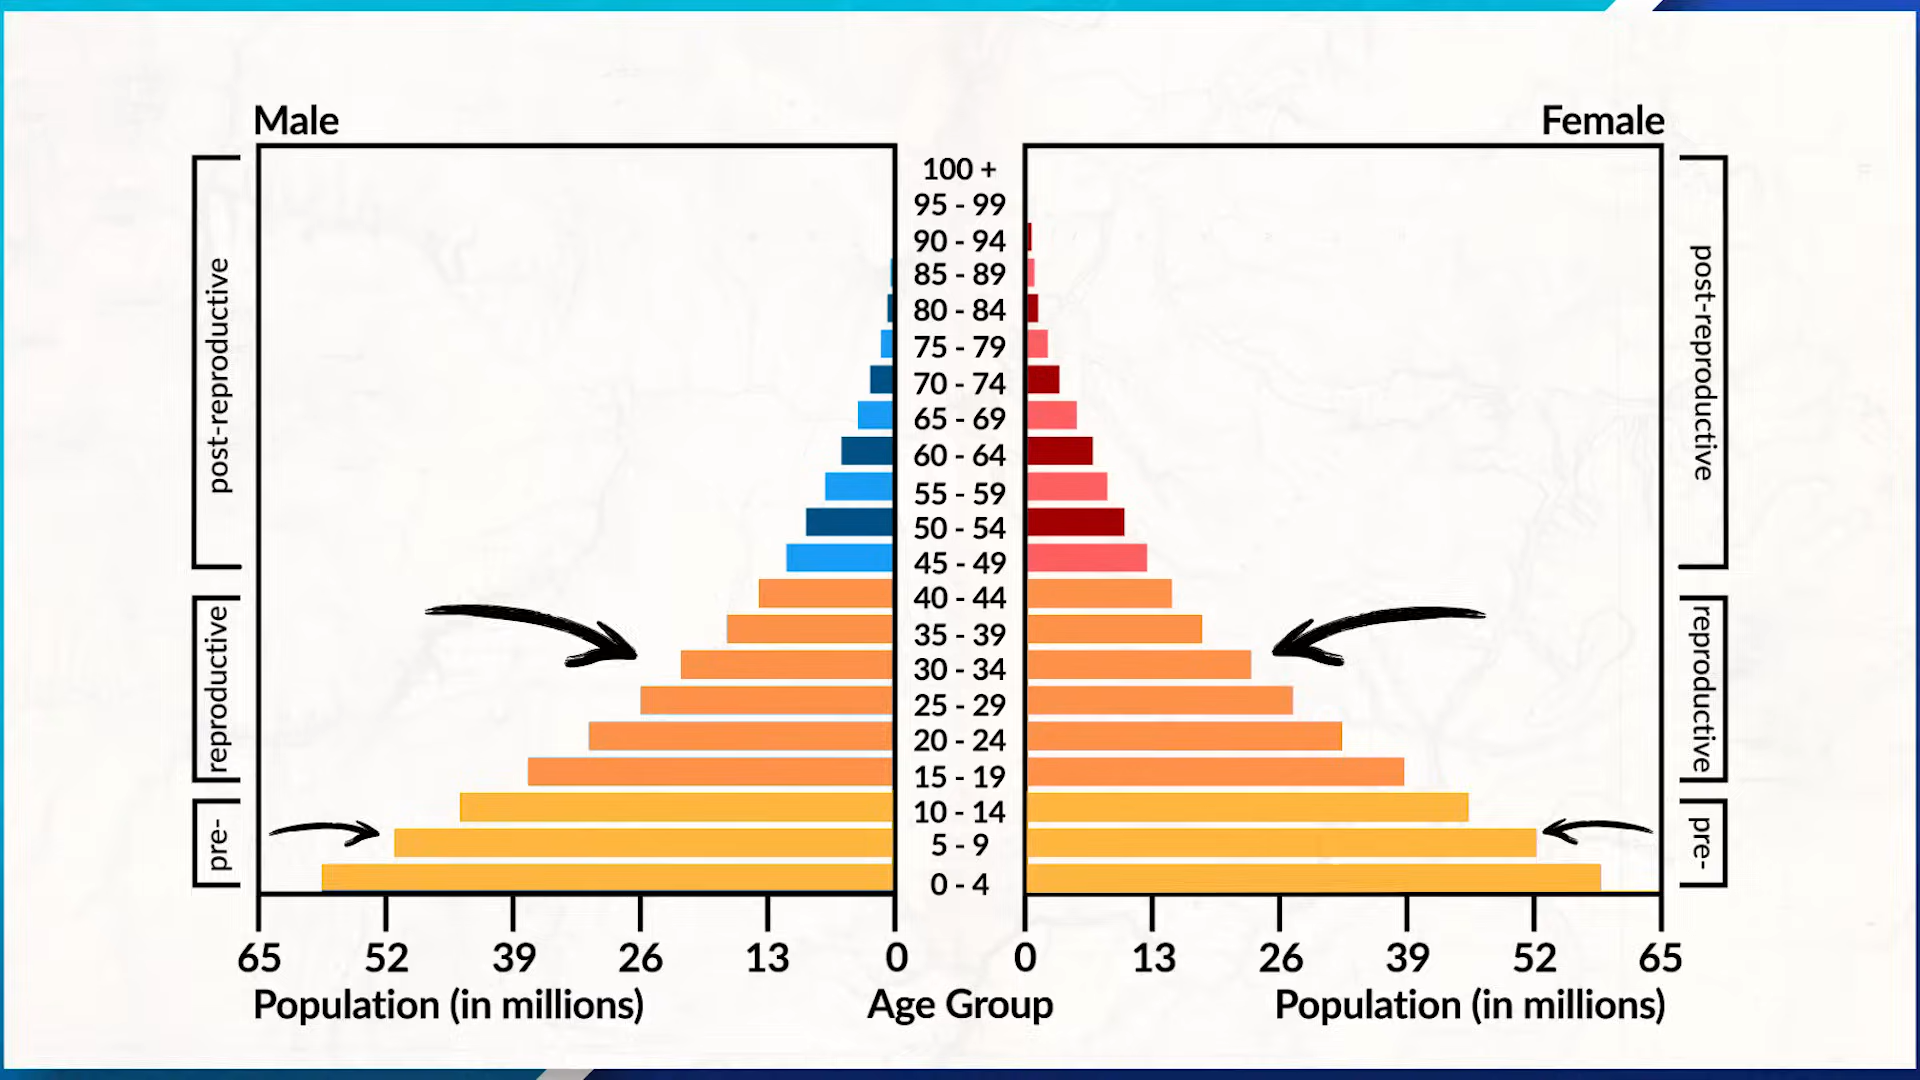 Male
Female
100 +
95 - 99
90 - 94
85 - 89
80 - 84
75 - 79
70 - 74
65 - 69
60 - 64
55 - 59
50 - 54
45 - 49
40 - 44
35 - 39
30 - 34
25 - 29
20 - 24
15 - 19
10 - 14
5 - 9
0 - 4
post-reproductive
reproductive
pre-
post-reproductive
reproductive
pre-
65 52 39 26 13 0
0 13 26 39 52 65
Population (in millions)
Age Group
Population (in millions)